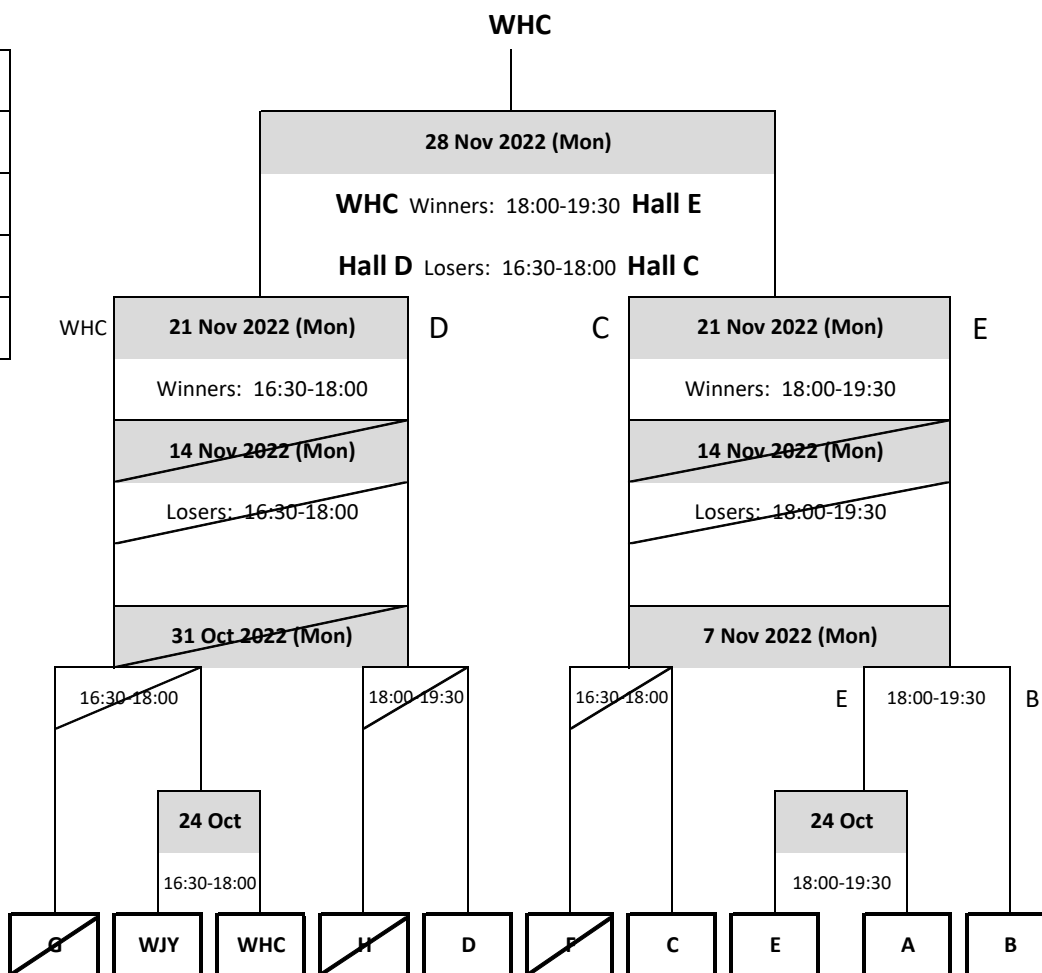 WHC
28 Nov 2022 (Mon)
WHC Winners: 18:00-19:30 Hall E
Hall D Losers: 16:30-18:00 Hall C
WHC 21 Nov 2022 (Mon) D C 21 Nov 2022 (Mon) E
Winners: 16:30-18:00 Winners: 18:00-19:30
14 Nov 2022 (Mon) 14 Nov 2022 (Mon)
Losers: 16:30-18:00 Losers: 18:00-19:30
31 Oct 2022 (Mon) 7 Nov 2022 (Mon)
16:30-18:00 18:00-19:30 16:30-18:00 E 18:00-19:30 B
24 Oct 24 Oct
16:30-18:00 18:00-19:30
G WJY WHC H D F C E A B